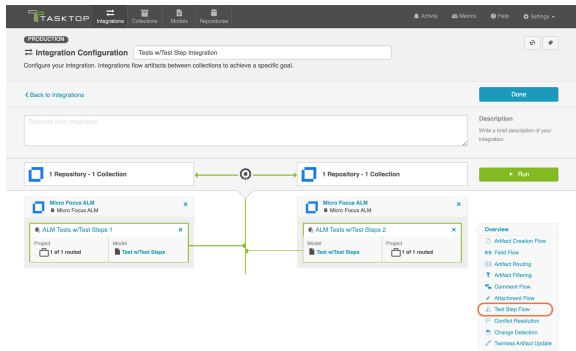 TASKTOP
Integrations
Collections
Models
Repositories
Activity
Metrics
Help
Settings
PRODUCTION
Integration Configuration
Tests w/Test Step Integration
Configure your integration. Integrations flow artifacts between collections to achieve a specific goal.
Back to Integrations
Done
Describe your integration
Description
Write a brief description of your
integration.
1 Repository - 1 Collection
1 Repository - 1 Collection
Run
Micro Focus ALM
Micro Focus ALM
ALM Tests w/Test Steps 1
Project
Model
1 of 1 routed
Test w/Test Steps
Micro Focus ALM
Micro Focus ALM
ALM Tests w/Test Steps 2
Model
Project
Test w/Test Steps
1 of 1 routed
Overview
Artifact Creation Flow
Field Flow
Artifact Routing
Artifact Filtering
Comment Flow
Attachment Flow
Test Step Flow
Conflict Resolution
Change Detection
Twinless Artifact Update